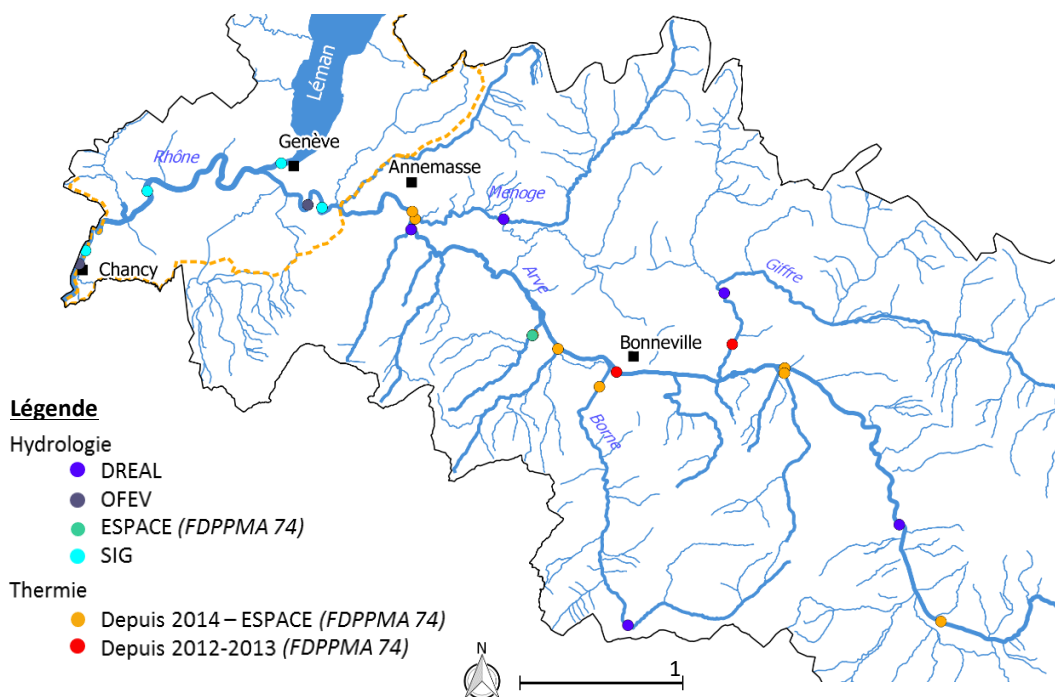 Léman
Genève
Rhône
Annemasse
Menoge
Chancy
Arve
Giffre
Bonneville
Borne
Légende
Hydrologie
DREAL
OFEV
ESPACE (FDPPMA 74)
SIG
Thermie
Depuis 2014 – ESPACE (FDPPMA 74)
Depuis 2012-2013 (FDPPMA 74)
N
1